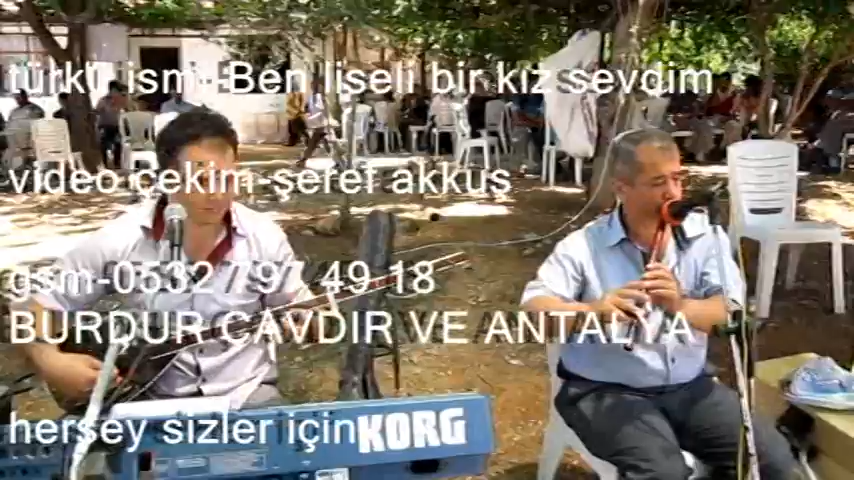 türkü ismi-Ben liseli bir kız sevdim
video çekim-şeref akkuş
gsm-0532 797 49 18
BURDUR ÇAVDIR VE ANTALYA
herşey sizler için
KORG